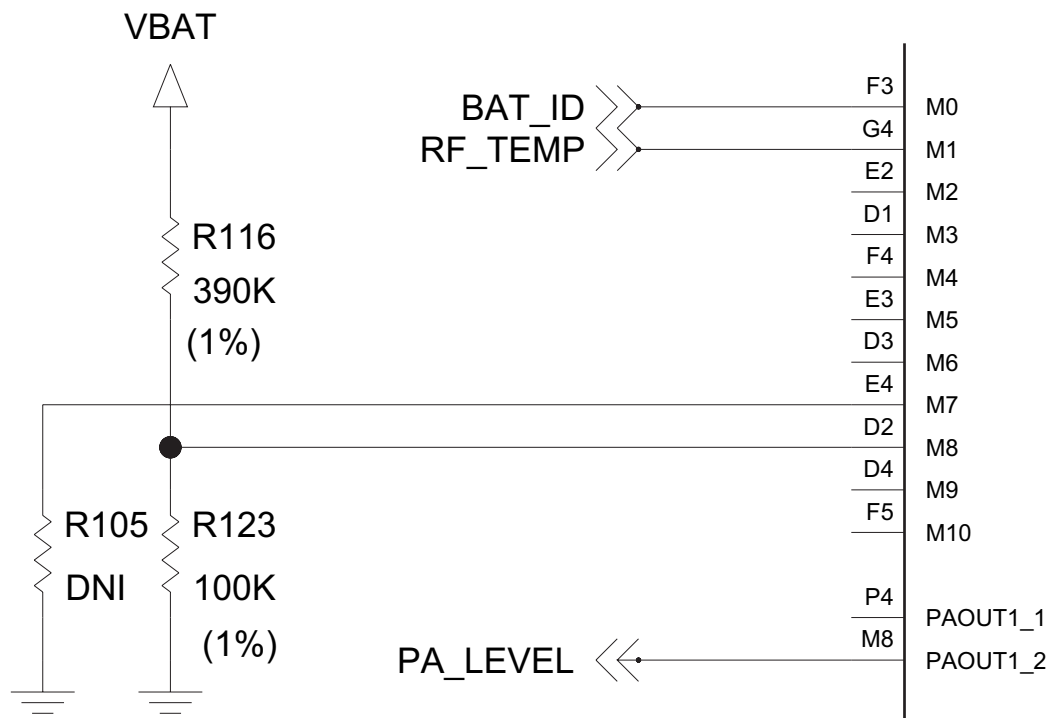 VBAT
F3
BAT_ID
M0
G4
RF_TEMP
M1
E2
M2
D1
R116
M3
F4
390K
M4
E3
(1%)
M5
D3
M6
E4
M7
D2
M8
D4
M9
R105 R123
F5
M10
DNI 100K
P4
(1%)
PAOUT1_1
M8
PA_LEVEL
PAOUT1_2